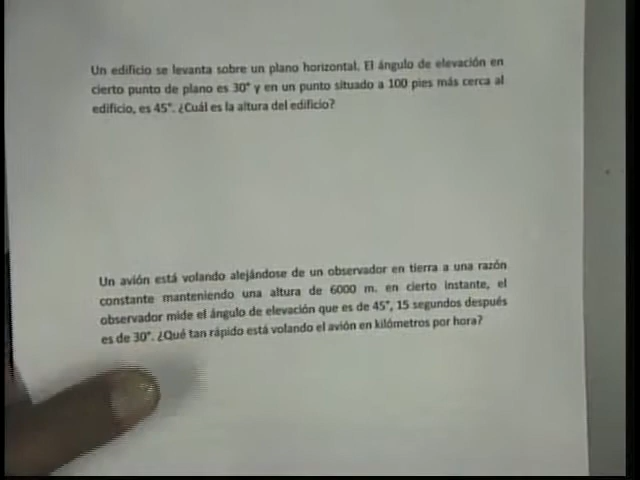 Un edificio se levanta sobre un plano horizontal. El ángulo de elevación en
cierto punto de plano es 30° y en un punto situado a 100 pies más cerca al
edificio, es 45°. ¿Cuál es la altura del edificio?
Un avión está volando alejándose de un observador en tierra a una razón
constante manteniendo una altura de 6000 m. en cierto instante, el
observador mide el ángulo de elevación que es de 45°, 15 segundos después
es de 30°. ¿Qué tan rápido está volando el avión en kilómetros por hora?